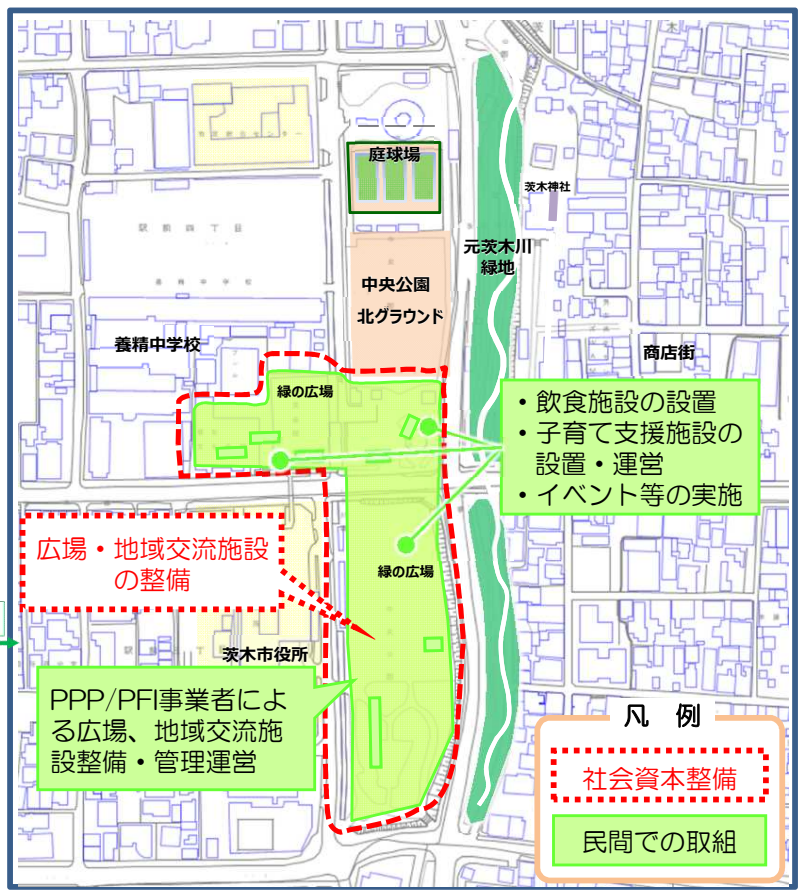 庭球場
茨木神社
元茨木川
緑地
中央公園
北グラウンド
養精中学校
商店街
緑の広場
・飲食施設の設置
・子育て支援施設の
設置・運営
・イベント等の実施
広場・地域交流施設
の整備
緑の広場
茨木市役所
PPP/PFI事業者によ
る広場、地域交流施
設整備・管理運営
凡 例
社会資本整備
民間での取組